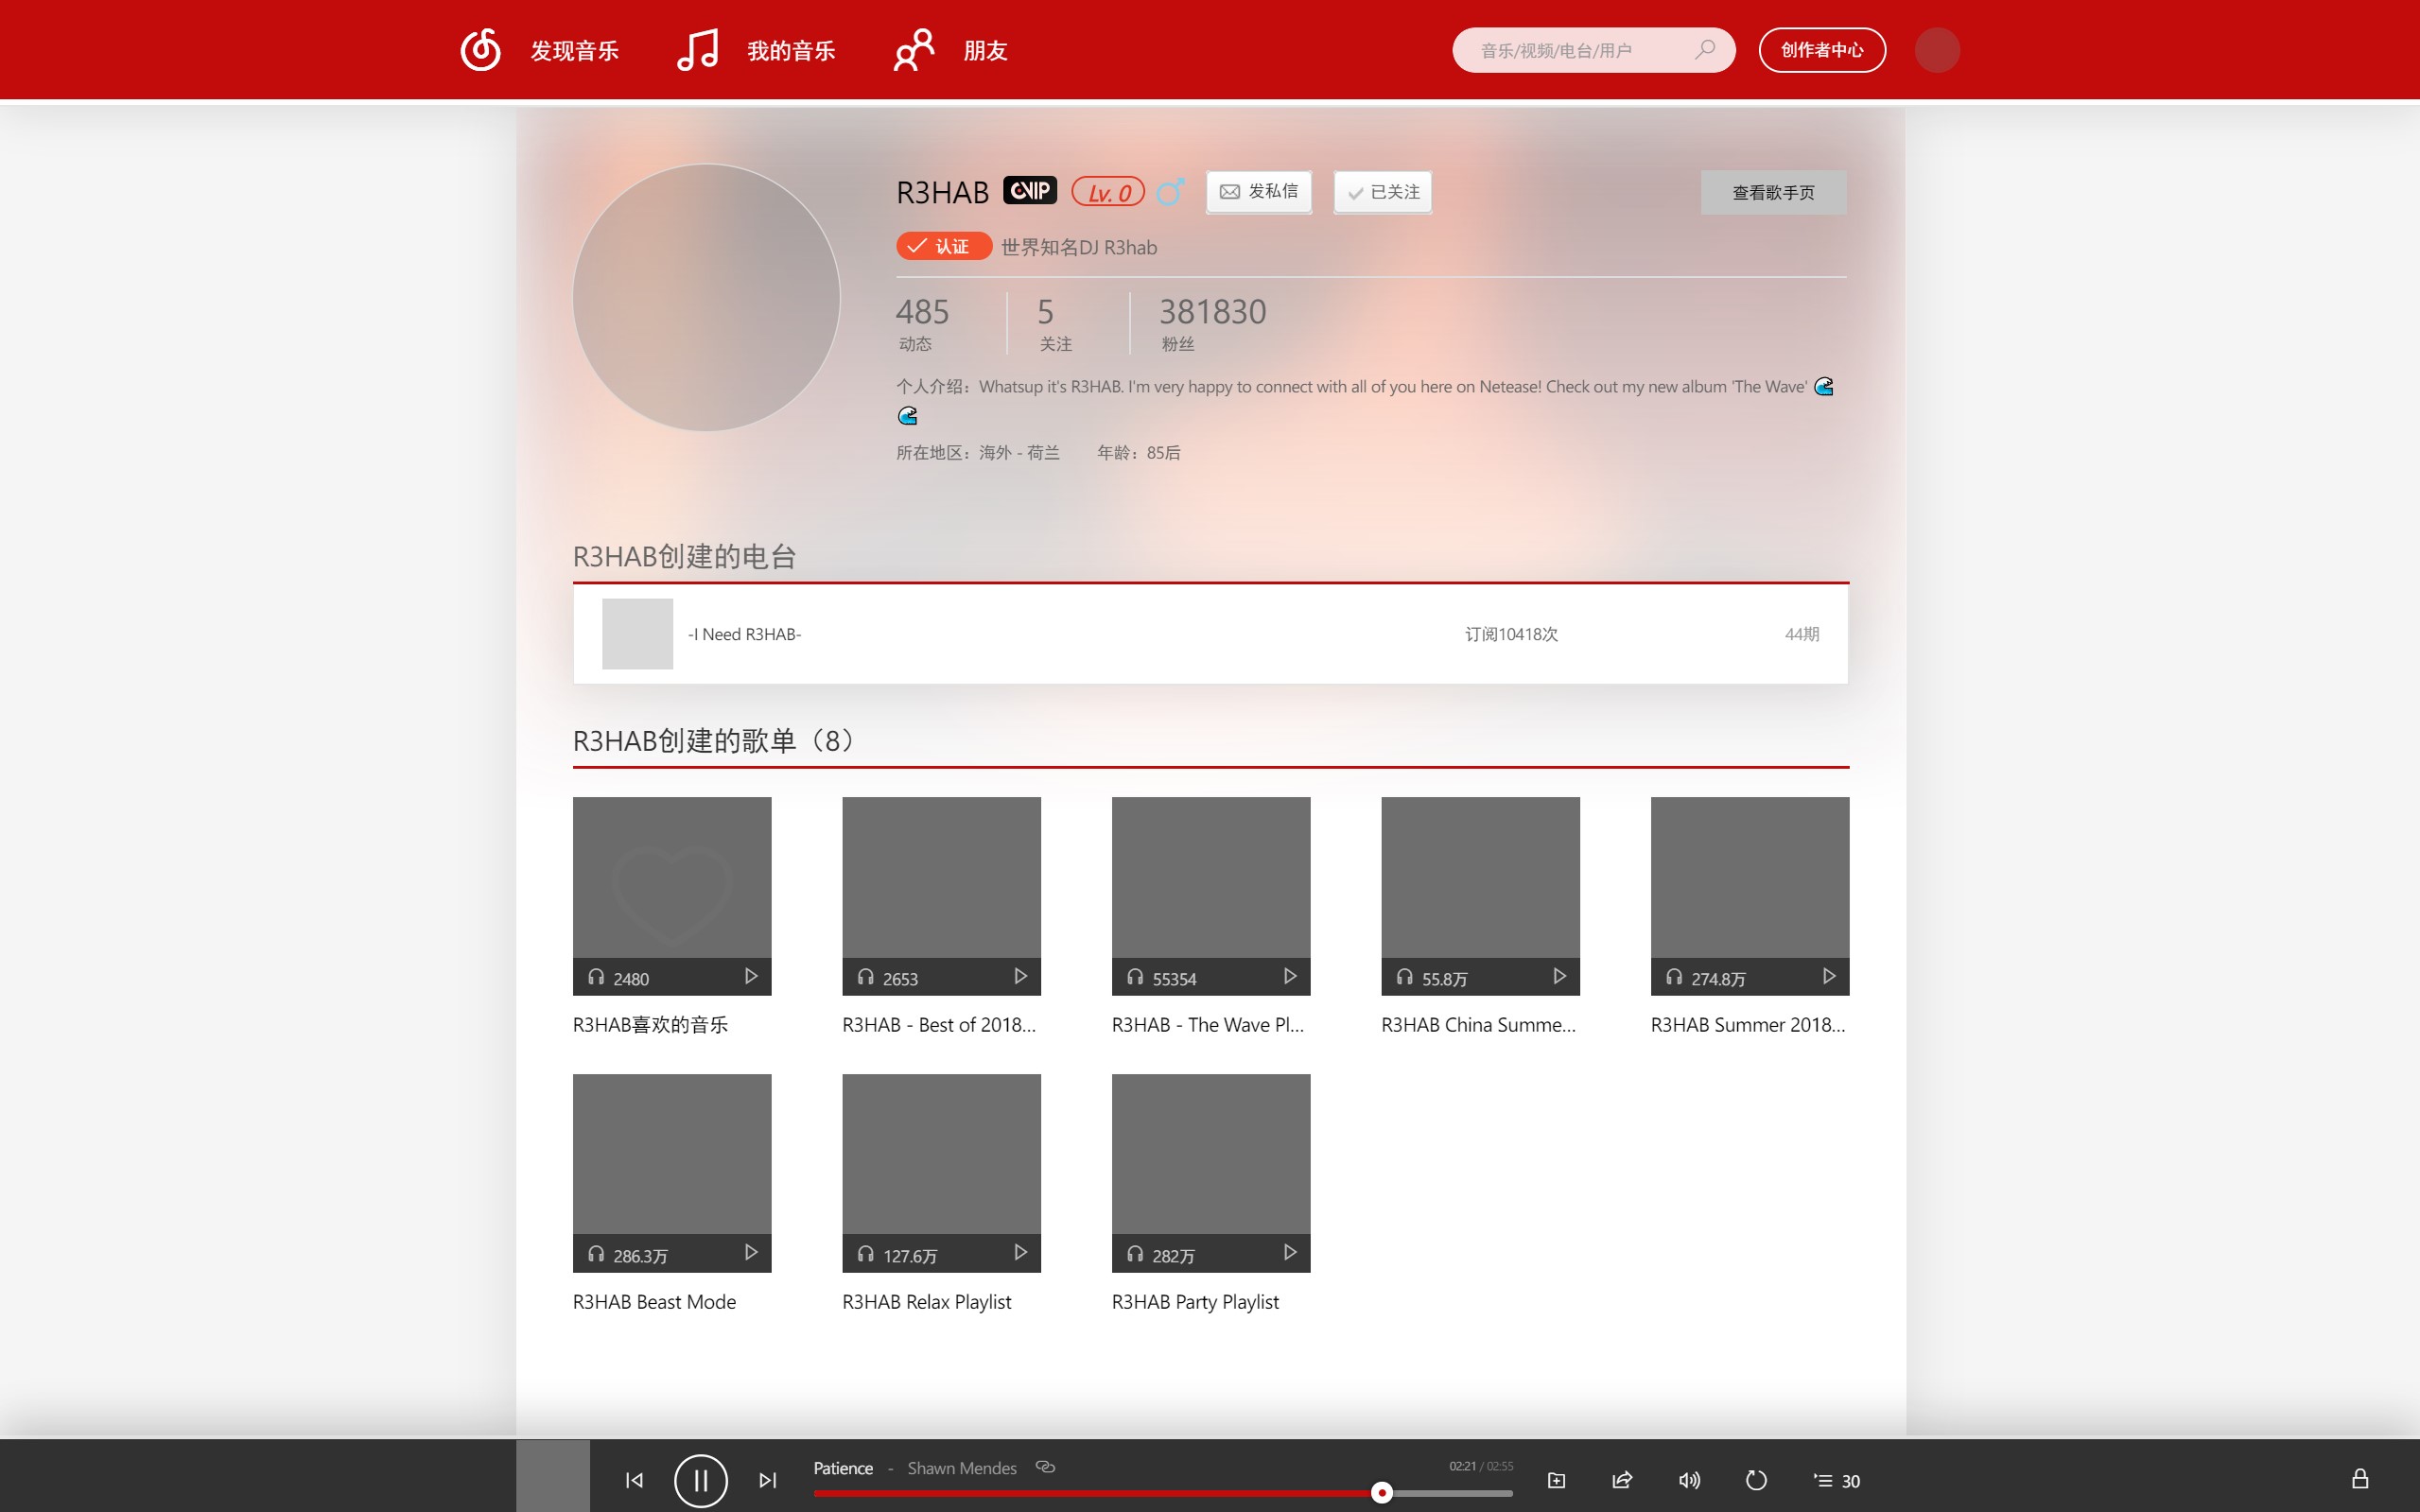 发现音乐
我的音乐
朋友
音乐/视频/电台/用户
创作者中心
R3HAB
VIP
Lv. 0
发私信
已关注
查看歌手页
认证
世界知名DJ R3hab
485
5
381830
动态
关注
粉丝
个人介绍：Whatsup it's R3HAB. I'm very happy to connect with all of you here on Netease! Check out my new album 'The Wave' 🌊
🌊
所在地区：海外 - 荷兰 年龄：85后
R3HAB创建的电台
-I Need R3HAB-
订阅10418次
44期
R3HAB创建的歌单（8）
2480
2653
55354
55.8万
274.8万
R3HAB喜欢的音乐
R3HAB - Best of 2018...
R3HAB - The Wave Pl...
R3HAB China Summe...
R3HAB Summer 2018...
286.3万
127.6万
282万
R3HAB Beast Mode
R3HAB Relax Playlist
R3HAB Party Playlist
Patience - Shawn Mendes
02:21 / 02:55
30